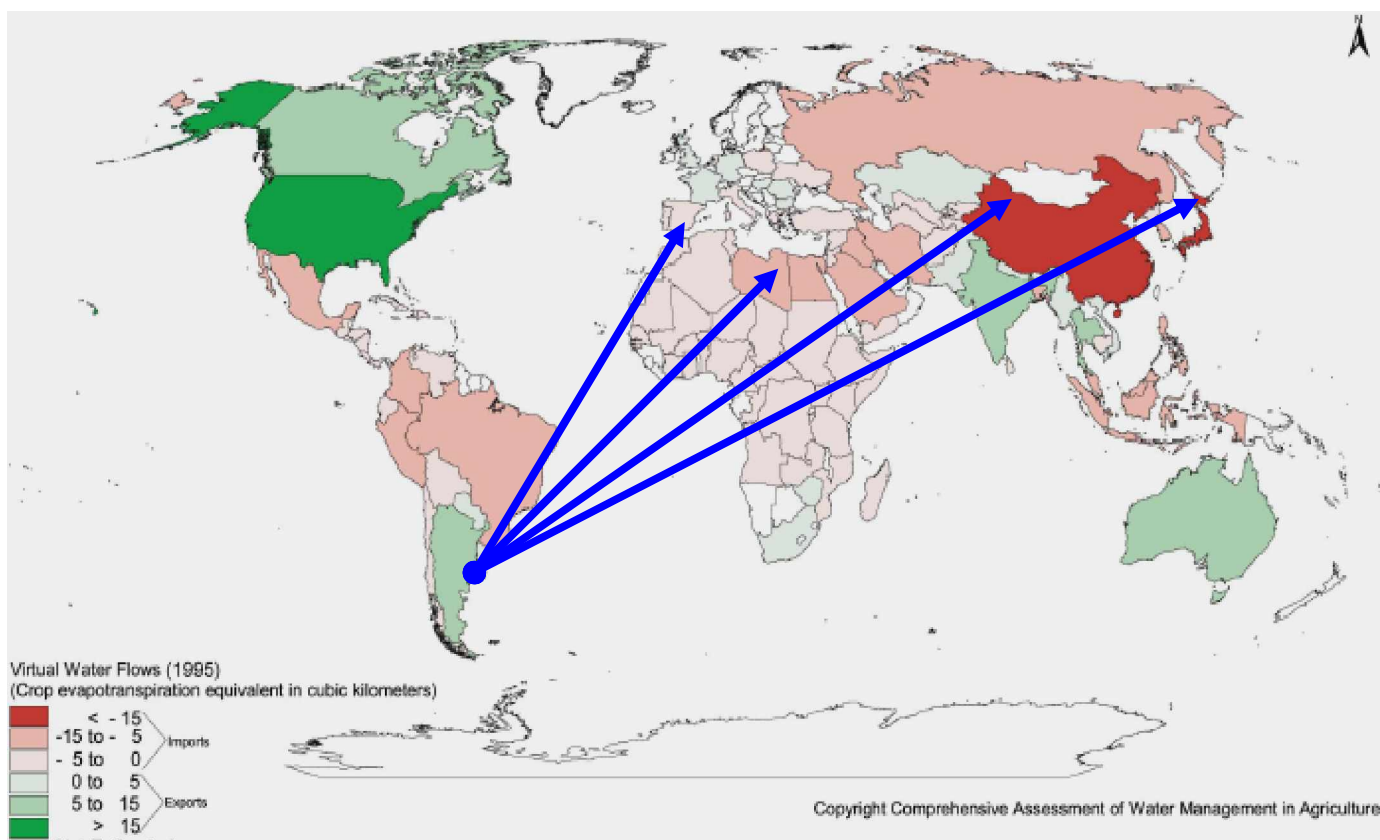 N
Virtual Water Flows (1995)
(Crop evapotranspiration equivalent in cubic kilometers)
< - 15
-15 to - 5
- 5 to 0
Imports
0 to 5
5 to 15
> 15
Exports
Copyright Comprehensive Assessment of Water Management in Agriculture